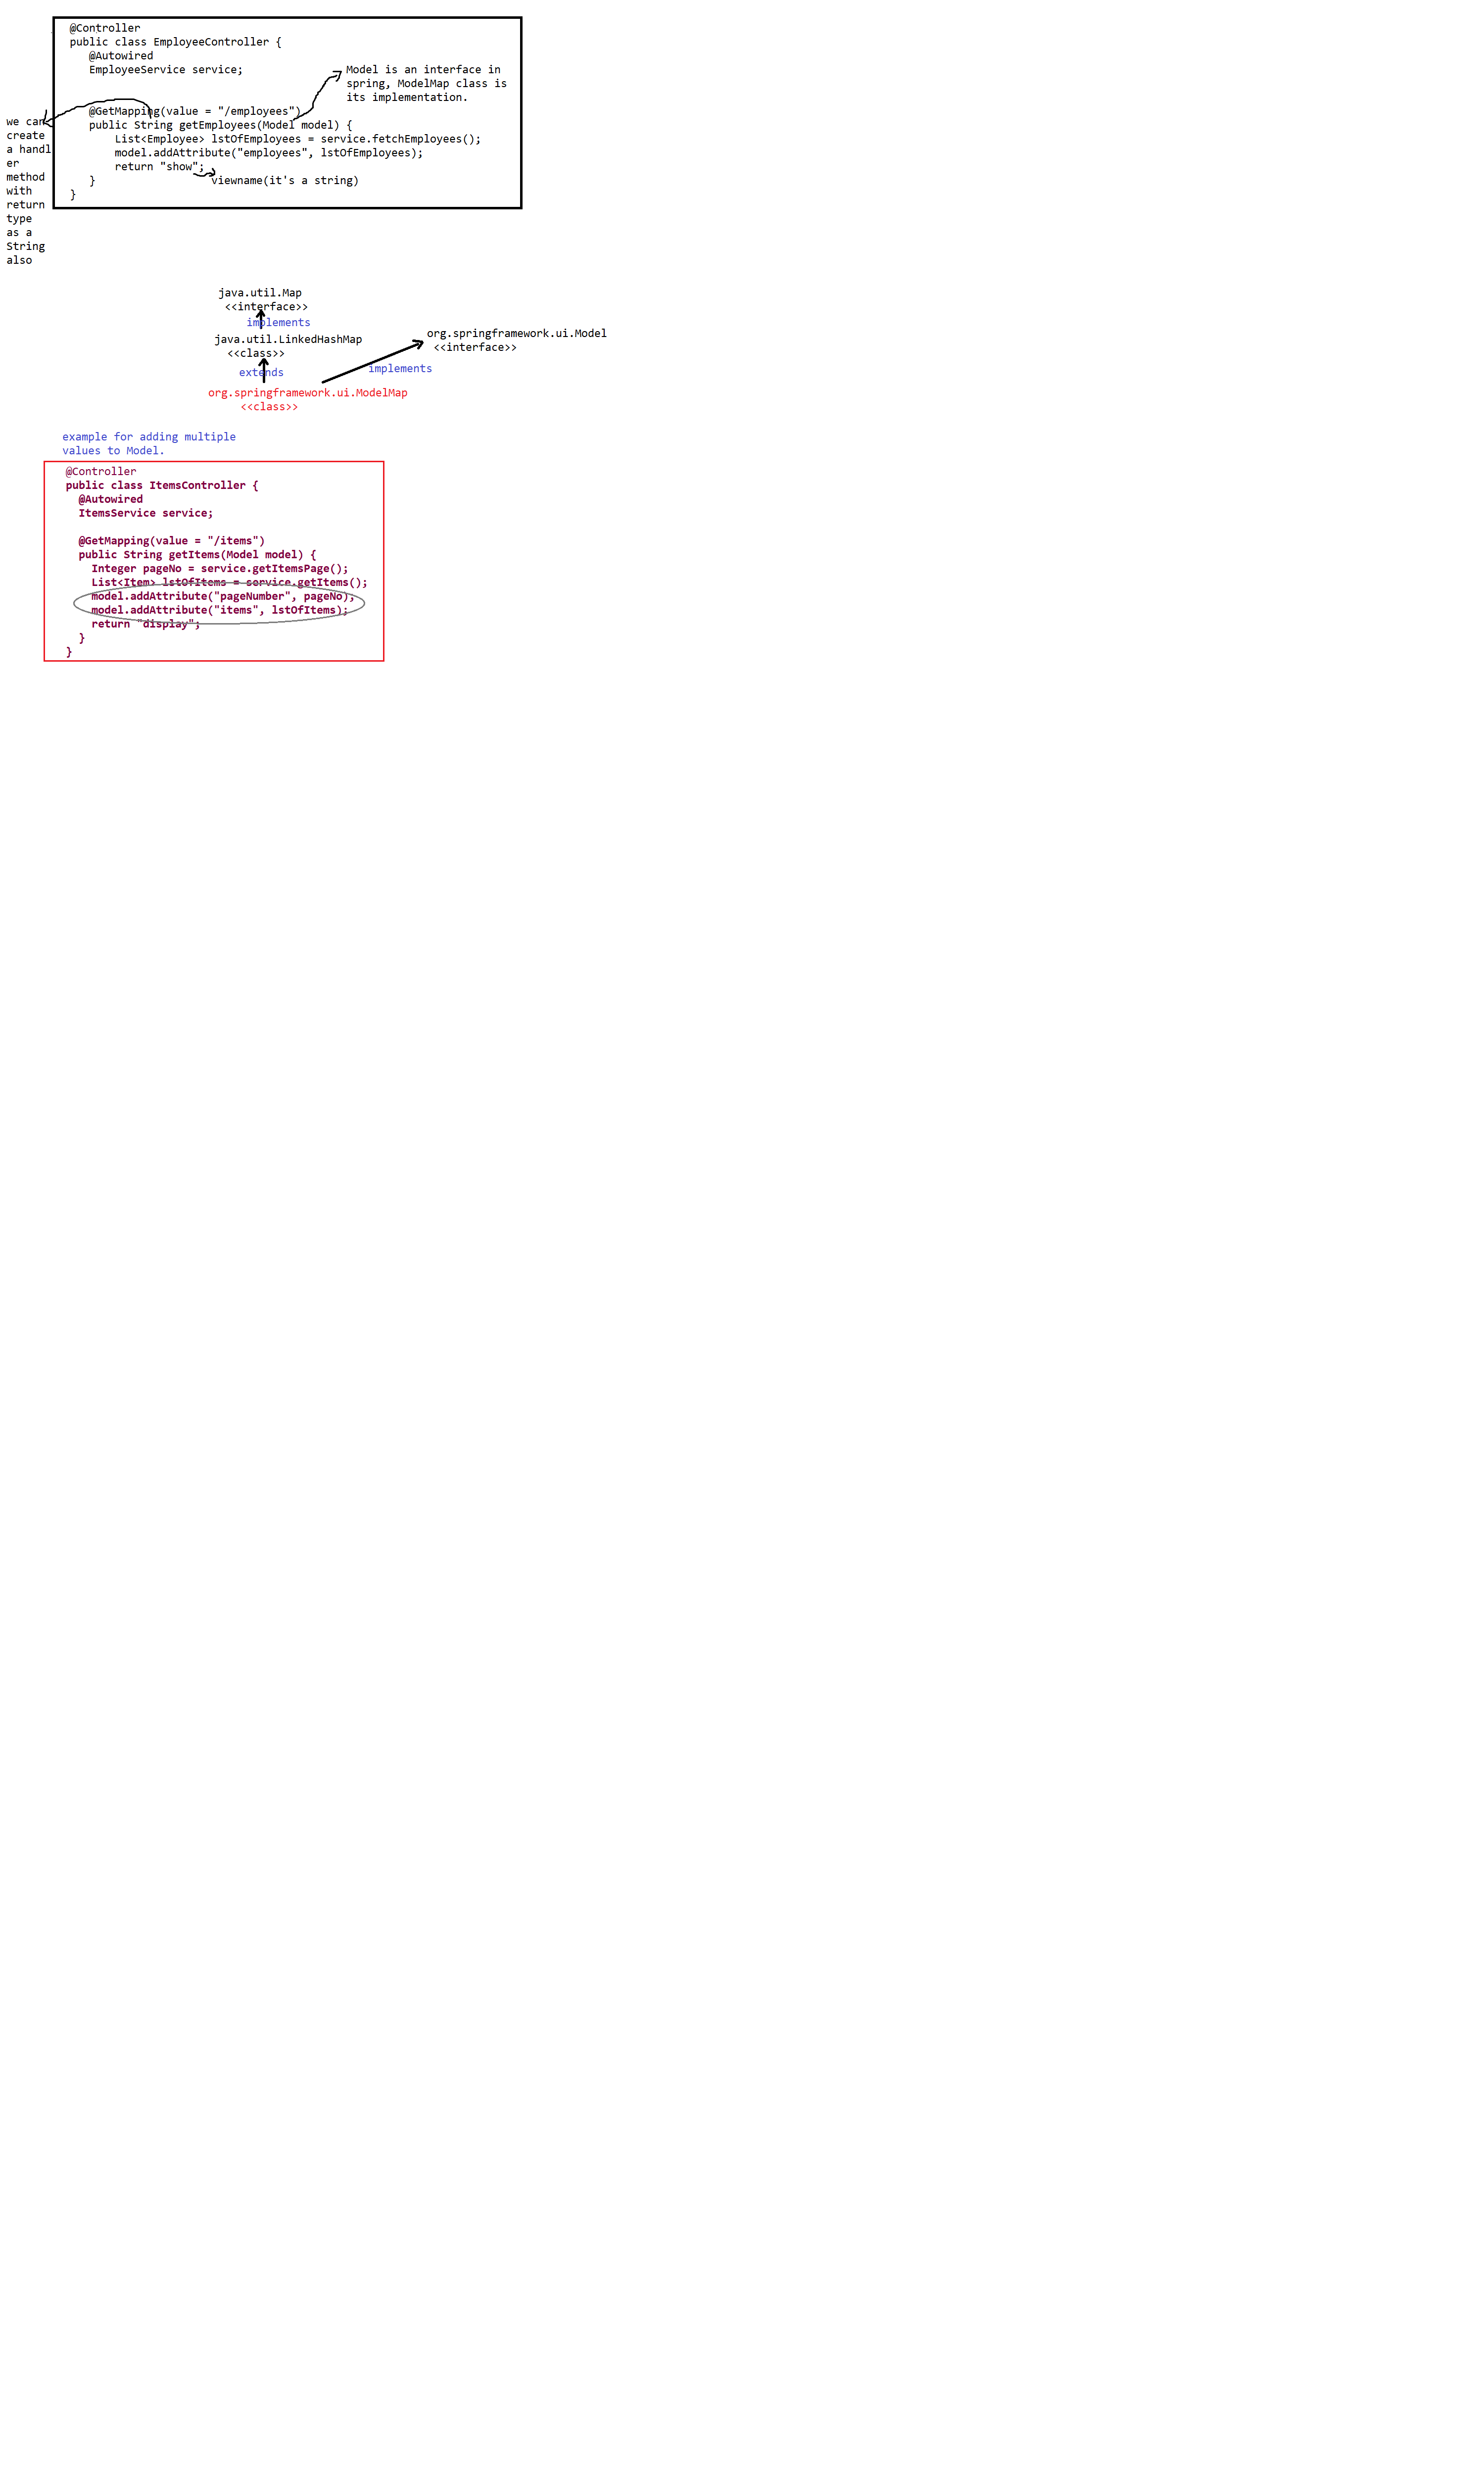 @Controller
public class EmployeeController {
@Autowired
EmployeeService service;
Model is an interface in
spring, ModelMap class is
its implementation.
@GetMapping(value = "/employees")
public String getEmployees(Model model) {
List<Employee> lstOfEmployees = service.fetchEmployees();
model.addAttribute("employees", lstOfEmployees);
return "show";
viewname(it's a string)
}
}
we can
create
a handl
er
method
with
return
type
as a
String
also
java.util.Map
<<interface>>
implements
java.util.LinkedHashMap
<<class>>
extends
org.springframework.ui.Model
<<interface>>
implements
org.springframework.ui.ModelMap
<<class>>
example for adding multiple
values to Model.
@Controller
public class ItemsController {
@Autowired
ItemsService service;
@GetMapping(value = "/items")
public String getItems(Model model) {
Integer pageNo = service.getItemsPage();
List<Item> lstOfItems = service.getItems();
model.addAttribute("pageNumber", pageNo);
model.addAttribute("items", lstOfItems);
return "display";
}
}